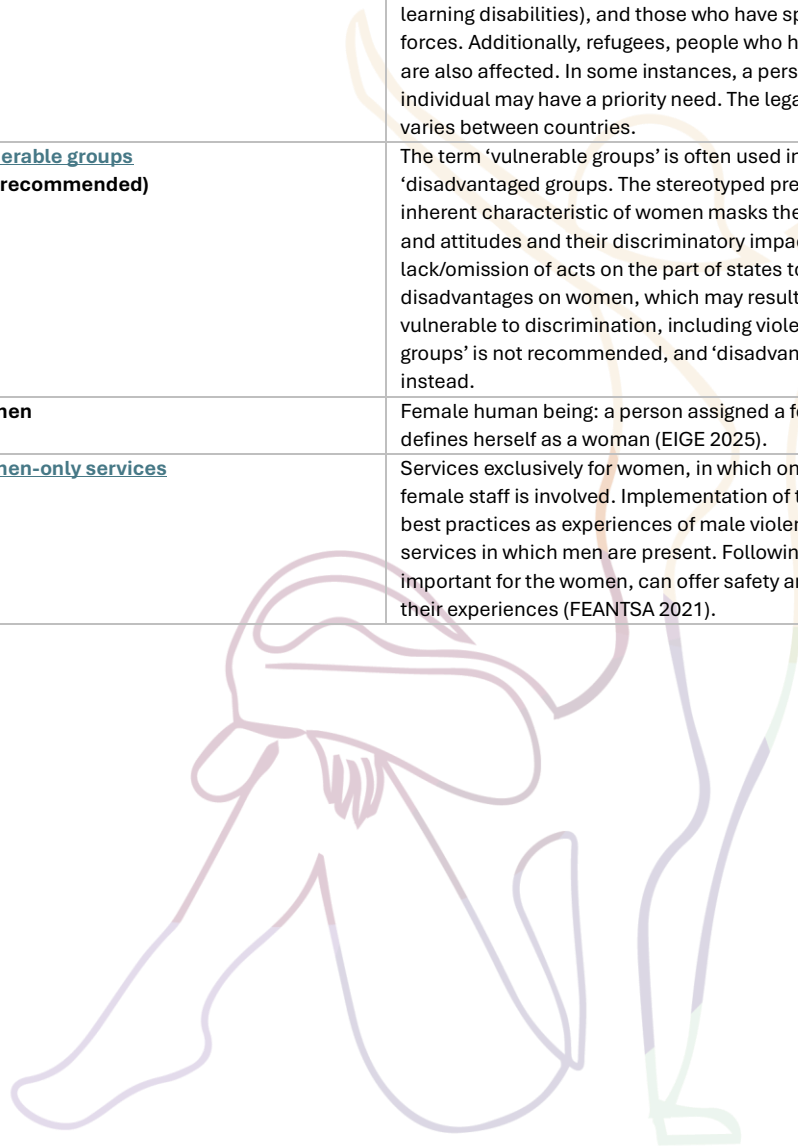 learning disabilities), and those who have sp
forces. Additionally, refugees, people who h
are also affected. In some instances, a pers
individual may have a priority need. The lega
varies between countries.
erable groups
recommended)
The term ‘vulnerable groups’ is often used in
‘disadvantaged groups. The stereotyped pre
inherent characteristic of women masks the
and attitudes and their discriminatory impa
lack/omission of acts on the part of states to
disadvantages on women, which may result
vulnerable to discrimination, including viole
groups’ is not recommended, and ‘disadvan
instead.
men
Female human being: a person assigned a fe
defines herself as a woman (EIGE 2025).
men-only services
Services exclusively for women, in which on
female staff is involved. Implementation of t
best practices as experiences of male violen
services in which men are present. Followin
important for the women, can offer safety an
their experiences (FEANTSA 2021).